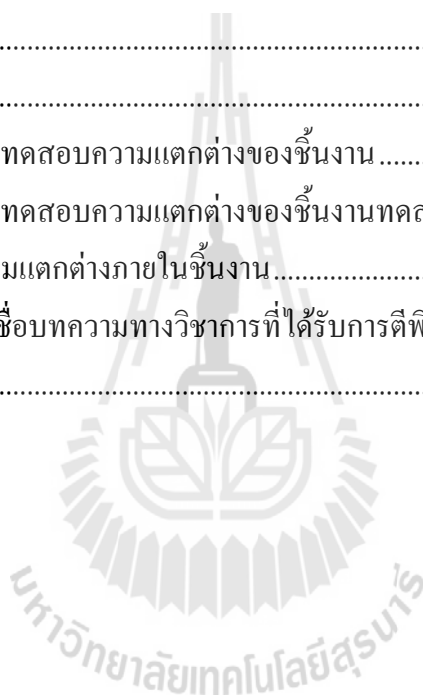 ................................................................
................................................................
ทดสอบความแตกต่างของชิ้นงาน.......
ทดสอบความแตกต่างของชิ้นงานทดส
มแตกต่างภายในชิ้นงาน......................
ชื่อบทความทางวิชาการที่ได้รับการตีพิ
................................................................
มหาวิทยาลัยเทคโนโลยีสุรนารี